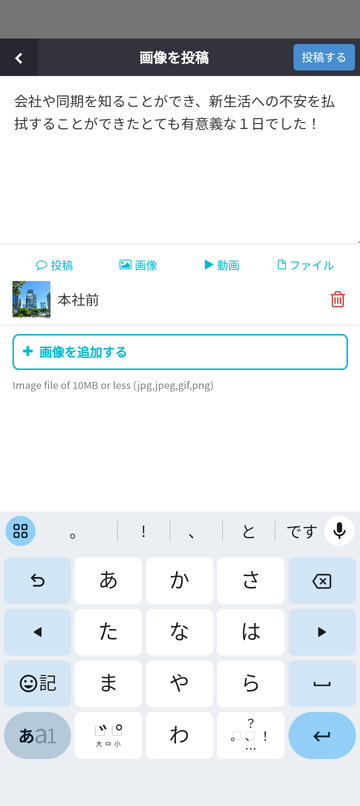 画像を投稿
投稿する
会社や同期を知ることができ、新生活への不安を払
拭することができたとても有意義な１日でした！
投稿 画像 動画 ファイル
本社前
+ 画像を追加する
Image file of 10MB or less (jpg,jpeg,gif,png)
。 ！ 、 と です
あ か さ
た な は
記 ま や ら
あa1 大⇔小 わ 。？！、…